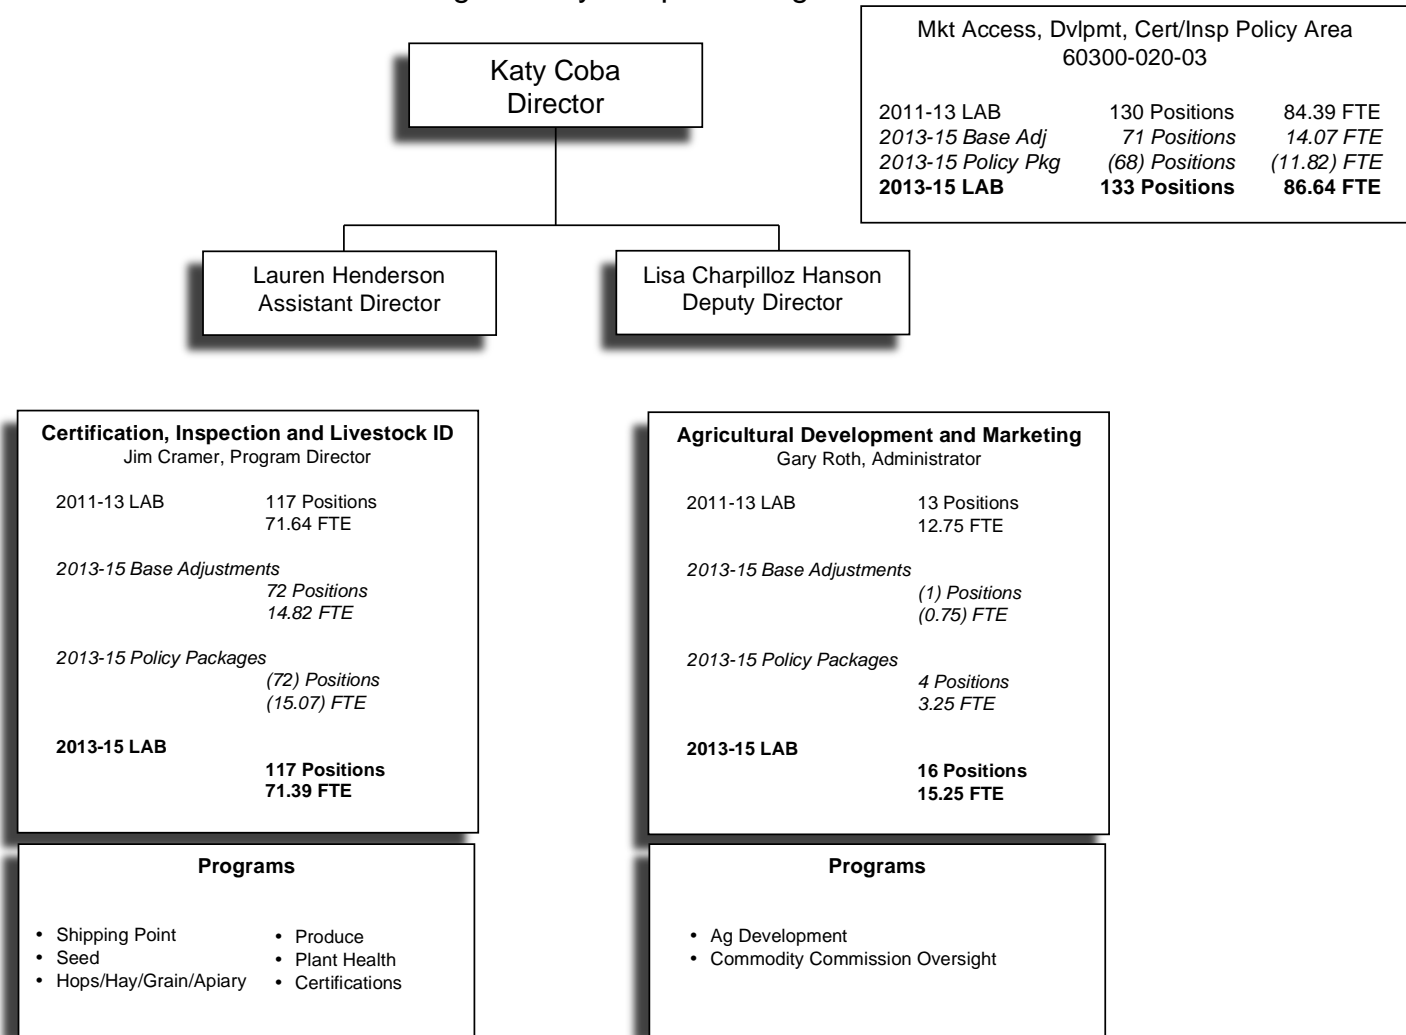 Katy Coba
Director
Mkt Access, Dvlpmt, Cert/Insp Policy Area
60300-020-03
2011-13 LAB 130 Positions 84.39 FTE
2013-15 Base Adj 71 Positions 14.07 FTE
2013-15 Policy Pkg (68) Positions (11.82) FTE
2013-15 LAB 133 Positions 86.64 FTE
Lauren Henderson
Assistant Director
Lisa Charpilloz Hanson
Deputy Director
Certification, Inspection and Livestock ID
Jim Cramer, Program Director
2011-13 LAB 117 Positions
71.64 FTE
2013-15 Base Adjustments
72 Positions
14.82 FTE
2013-15 Policy Packages
(72) Positions
(15.07) FTE
2013-15 LAB
117 Positions
71.39 FTE
Agricultural Development and Marketing
Gary Roth, Administrator
2011-13 LAB 13 Positions
12.75 FTE
2013-15 Base Adjustments
(1) Positions
(0.75) FTE
2013-15 Policy Packages
4 Positions
3.25 FTE
2013-15 LAB
16 Positions
15.25 FTE
Programs
• Shipping Point
• Seed
• Hops/Hay/Grain/Apiary
• Produce
• Plant Health
• Certifications
Programs
• Ag Development
• Commodity Commission Oversight